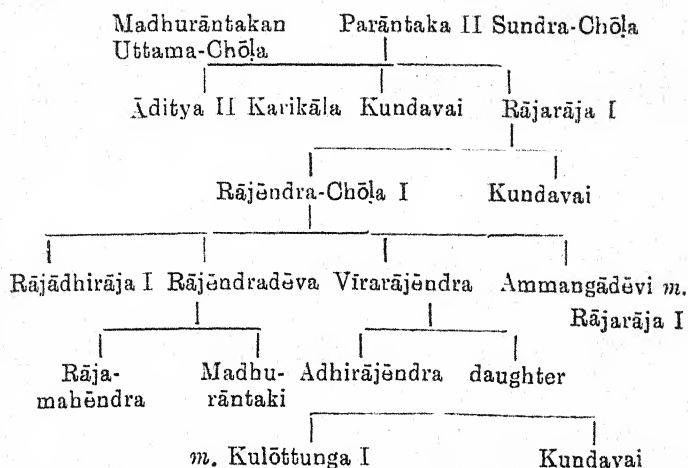 Madhurāntakan Parāntaka II Sundra-Chōḷa
Uttama-Chōḷa
Āditya II Karikāla Kundavai Rājarāja I
Rājēndra-Chōḷa I Kundavai
Rājādhirāja I Rājēndradēva Vīrarājēndra Ammangādēvi m.
Rājarāja I
Rāja- Madhu- Adhirājēndra daughter
mahēndra rāntaki
m. Kulōttunga I Kundavai